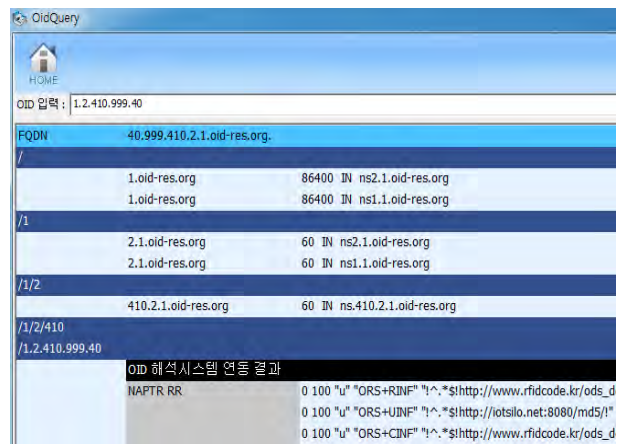 OidQuery
HOME
OID 입력 : 1.2.410.999.40
FQDN 40.999.410.2.1.oid-res.org.
/
1.oid-res.org 86400 IN ns2.1.oid-res.org
1.oid-res.org 86400 IN ns1.1.oid-res.org
/1
2.1.oid-res.org 60 IN ns2.1.oid-res.org
2.1.oid-res.org 60 IN ns1.1.oid-res.org
/1/2
410.2.1.oid-res.org 60 IN ns.410.2.1.oid-res.org
/1/2/410
/1.2.410.999.40
OID 해석시스템 연동 결과
NAPTR RR 0 100 "u" "ORS+RINF" "!^.*$!http://www.rfidcode.kr/ods_d
0 100 "u" "ORS+UINF" "!^.*$!http://iotsilo.net:8080/md5/!"
0 100 "u" "ORS+CINF" "!^.*$!http://www.rfidcode.kr/ods_d